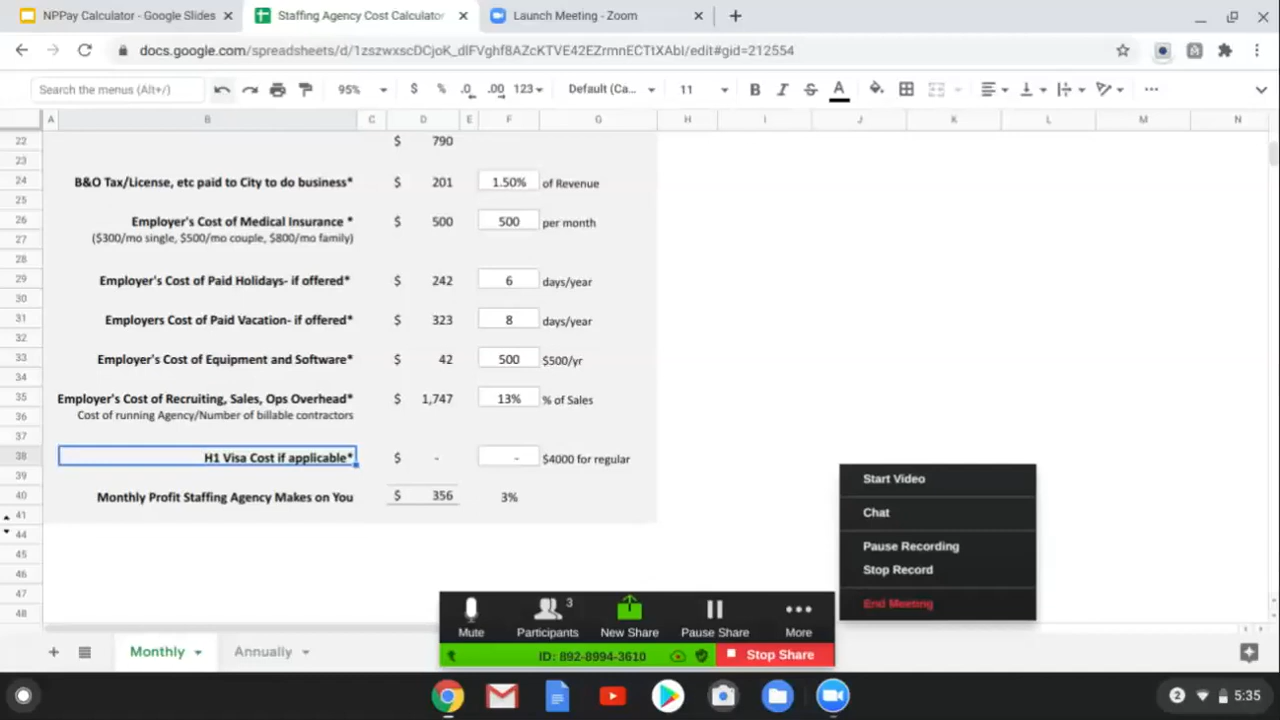 NPPay Calculator - Google Slides
Staffing Agency Cost Calculator
Launch Meeting - Zoom
docs.google.com/spreadsheets/d/1zszwxscDCjoK_dlFVghf8AZcKTVE42EZrmnECTtXAbI/edit#gid=212554
Search the menus (Alt+/) 95% $ % .0 .00 123 Default (Ca... 11 B I S A
A B C D E F G H I J K L M N
22 $ 790
23
24 B&O Tax/License, etc paid to City to do business* $ 201 1.50% of Revenue
25
26 Employer's Cost of Medical Insurance * $ 500 500 per month
27 ($300/mo single, $500/mo couple, $800/mo family)
28
29 Employer's Cost of Paid Holidays- if offered* $ 242 6 days/year
30
31 Employers Cost of Paid Vacation- if offered* $ 323 8 days/year
32
33 Employer's Cost of Equipment and Software* $ 42 500 $500/yr
34
35 Employer's Cost of Recruiting, Sales, Ops Overhead* $ 1,747 13% % of Sales
36 Cost of running Agency/Number of billable contractors
37
38 H1 Visa Cost if applicable* $ - - $4000 for regular
39
40 Monthly Profit Staffing Agency Makes on You $ 356 3%
41
44
45
46
47
48
Start Video
Chat
Pause Recording
Stop Record
End Meeting
Mute Participants 3 New Share Pause Share More
ID: 892-8994-3610 Stop Share
Monthly Annually
2 5:35